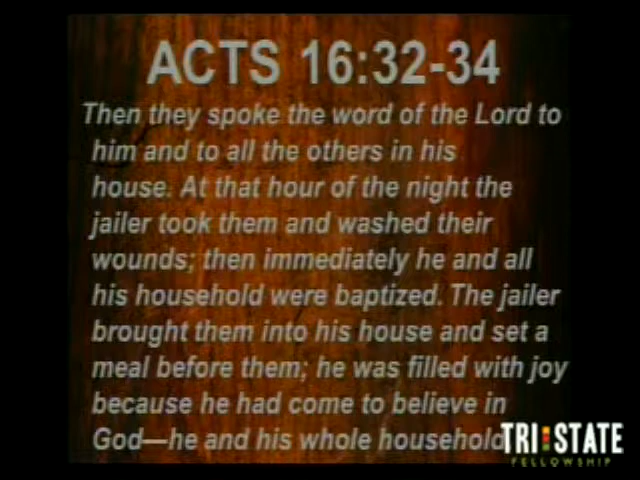 ACTS 16:32-34
Then they spoke the word of the Lord to
him and to all the others in his
house. At that hour of the night the
jailer took them and washed their
wounds; then immediately he and all
his household were baptized. The jailer
brought them into his house and set a
meal before them; he was filled with joy
because he had come to believe in
God—he and his whole household
TRI STATE
FELLOWSHIP